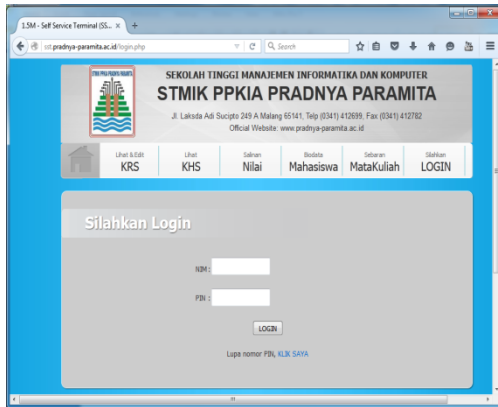 1.5M - Self Service Terminal (SS...
sst.pradnya-paramita.ac.id/login.php
Search
SEKOLAH TINGGI MANAJEMEN INFORMATIKA DAN KOMPUTER
STMIK PPKIA PRADNYA PARAMITA
Jl. Laksda Adi Sucipto 249 A Malang 65141, Telp (0341) 412699, Fax (0341) 412782
Official Website: www.pradnya-paramita.ac.id
Lihat & Edit
KRS
Lihat
KHS
Salinan
Nilai
Biodata
Mahasiswa
Sebaran
MataKuliah
Silahkan
LOGIN
Silahkan Login
NIM :
PIN :
LOGIN
Lupa nomor PIN, KLIK SAYA